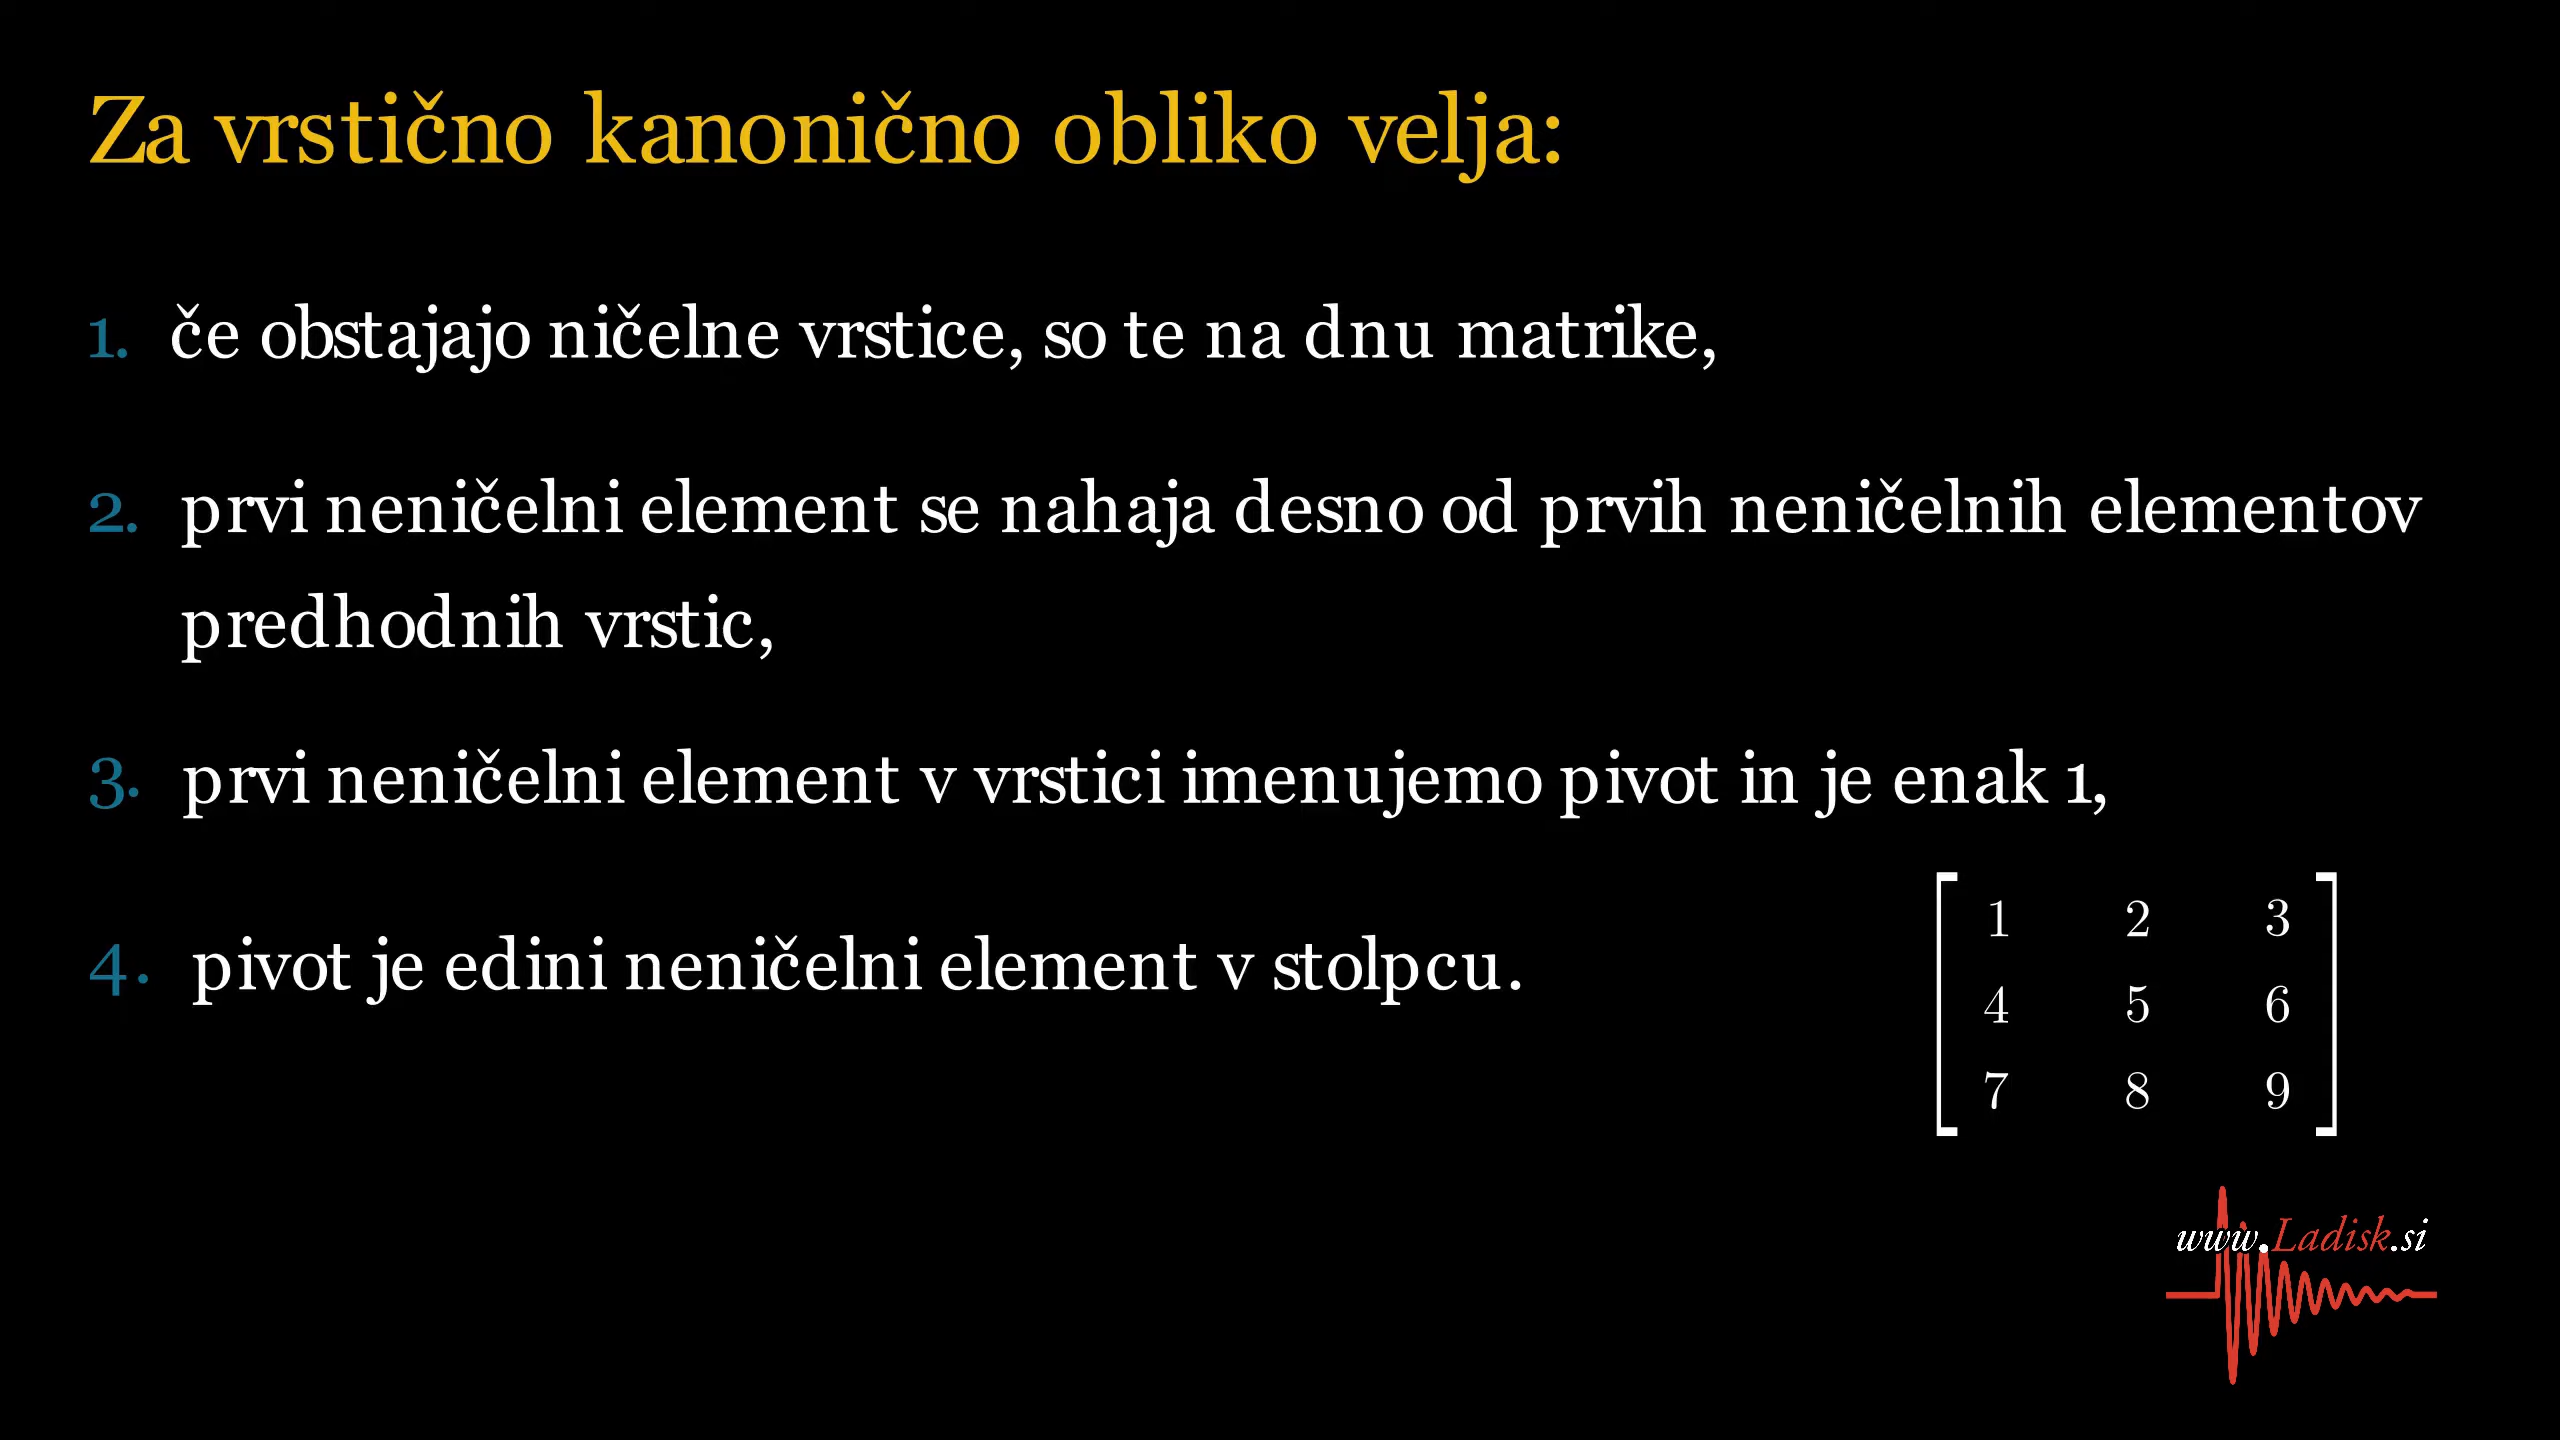 Za vrstično kanonično obliko velja:
1. če obstajajo ničelne vrstice, so te na dnu matrike,
2. prvi neničelni element se nahaja desno od prvih neničelnih elementov
predhodnih vrstic,
3. prvi neničelni element v vrstici imenujemo pivot in je enak 1,
4. pivot je edini neničelni element v stolpcu.
1 2 3
4 5 6
7 8 9
www.Ladisk.si